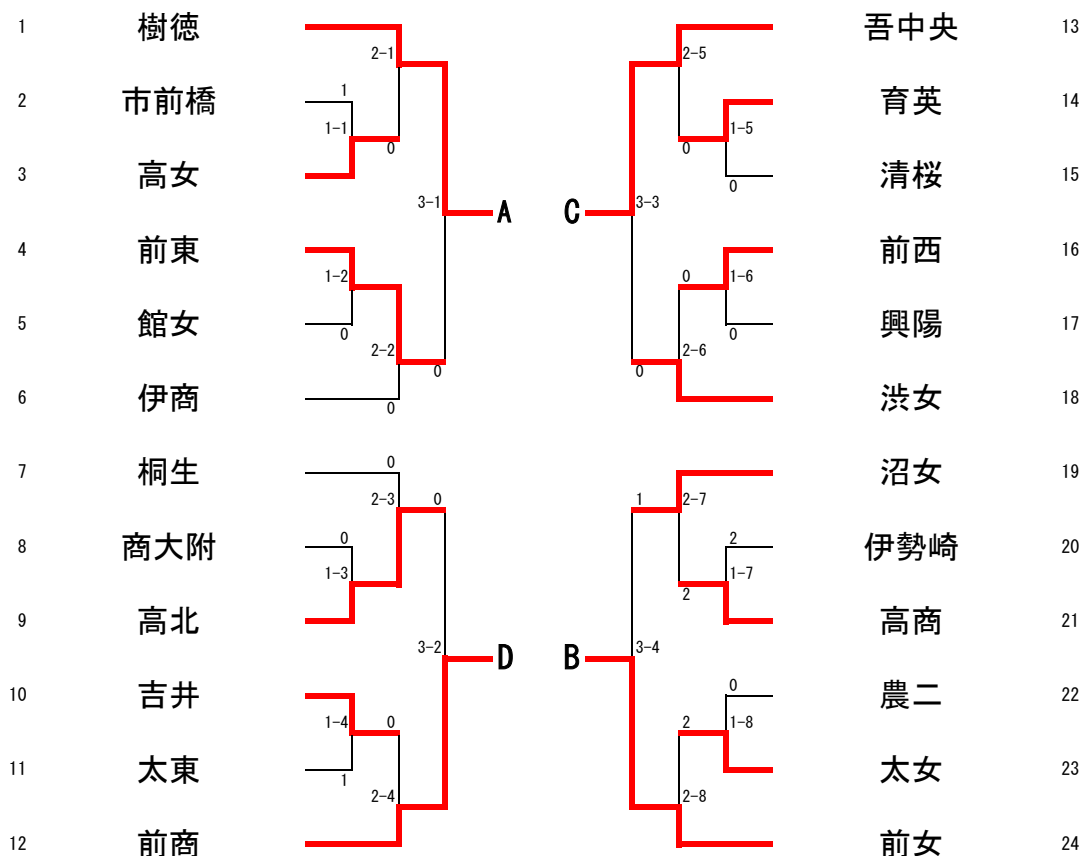 1 樹徳 2-1 2-5 吾中央 13
2 市前橋 1 1-1 0 0 1-5 育英 14
3 高女 0 清桜 15
3-1 A C 3-3
4 前東 1-2 0 1-6 前西 16
5 館女 0 2-2 0 0 2-6 0 興陽 17
6 伊商 0 渋女 18
7 桐生 0 2-3 0 1 2-7 沼女 19
8 商大附 0 1-3 2 2 1-7 伊勢崎 20
9 高北 高商 21
3-2 D B 3-4
10 吉井 1-4 0 2 0 1-8 農二 22
11 太東 1 2-4 2-8 太女 23
12 前商 前女 24